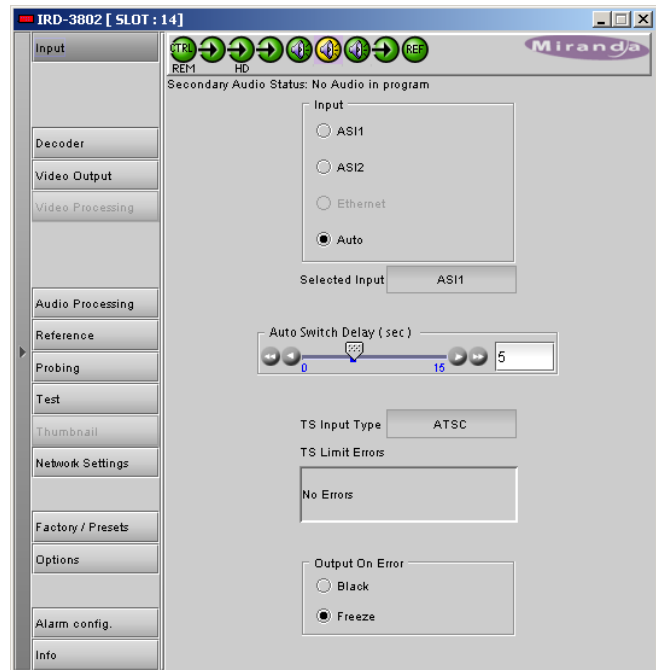 IRD-3802 [ SLOT : 14]
Input
CTRL
REF
REM
HD
Miranda
Secondary Audio Status: No Audio in program
Input
ASI1
ASI2
Ethernet
Auto
Selected Input ASI1
Auto Switch Delay ( sec )
0
15
5
TS Input Type ATSC
TS Limit Errors
No Errors
Output On Error
Black
Freeze
Decoder
Video Output
Video Processing
Audio Processing
Reference
Probing
Test
Thumbnail
Network Settings
Factory / Presets
Options
Alarm config.
Info